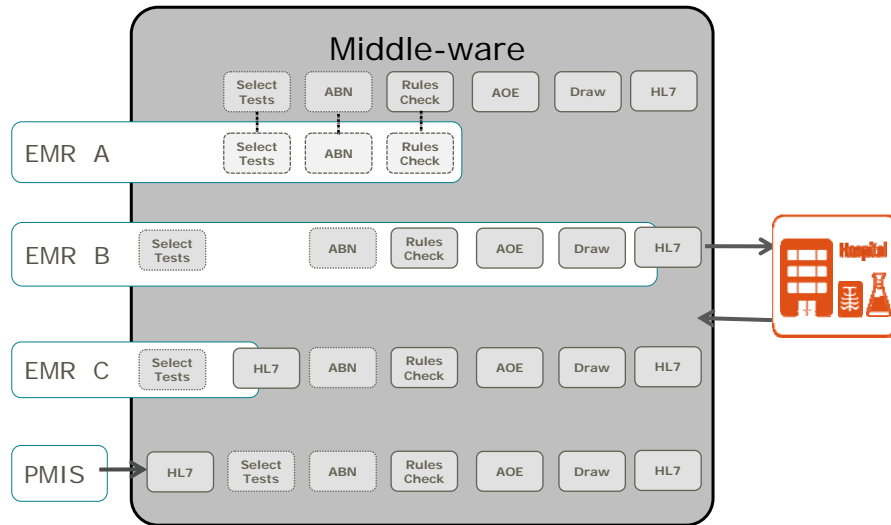 Middle-ware
Select Tests
ABN
Rules Check
AOE
Draw
HL7
EMR A
Select Tests
ABN
Rules Check
EMR B
Select Tests
ABN
Rules Check
AOE
Draw
HL7
Hospital
EMR C
Select Tests
HL7
ABN
Rules Check
AOE
Draw
HL7
PMIS
HL7
Select Tests
ABN
Rules Check
AOE
Draw
HL7